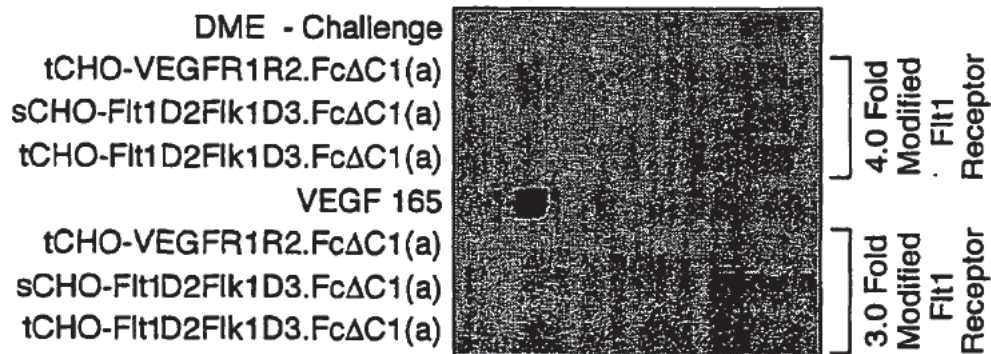 DME - Challenge
tCHO-VEGFR1R2.FcΔC1(a)
sCHO-Flt1D2Flk1D3.FcΔC1(a)
tCHO-Flt1D2Flk1D3.FcΔC1(a)
VEGF 165
tCHO-VEGFR1R2.FcΔC1(a)
sCHO-Flt1D2Flk1D3.FcΔC1(a)
tCHO-Flt1D2Flk1D3.FcΔC1(a)
4.0 Fold
Modified
Flt1
Receptor
3.0 Fold
Modified
Flt1
Receptor